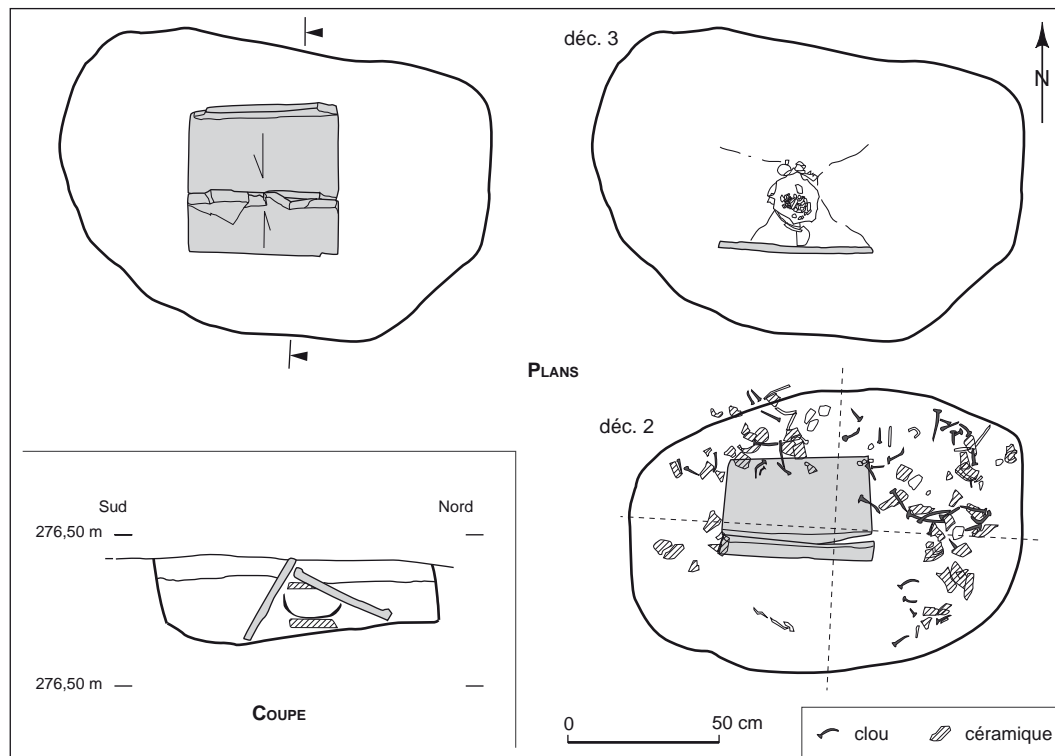 déc. 3
N
PLANS
déc. 2
Sud
Nord
276,50 m
276,50 m
COUPE
0
50 cm
clou
céramique